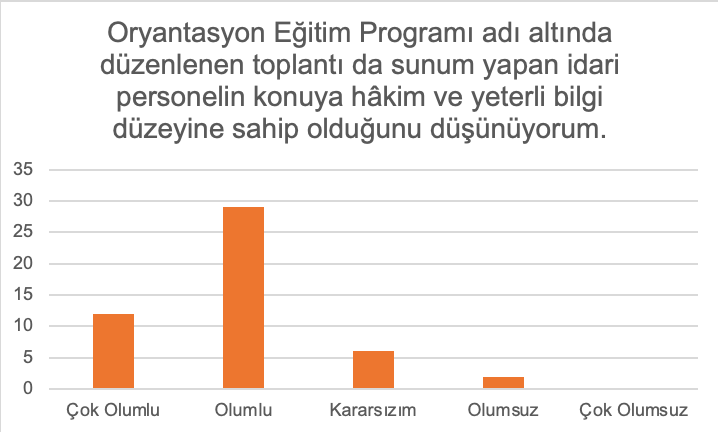 Oryantasyon Eğitim Programı adı altında
düzenlenen toplantı da sunum yapan idari
personelin konuya hâkim ve yeterli bilgi
düzeyine sahip olduğunu düşünüyorum.
35
30
25
20
15
10
5
0
Çok Olumlu Olumlu Kararsızım Olumsuz Çok Olumsuz